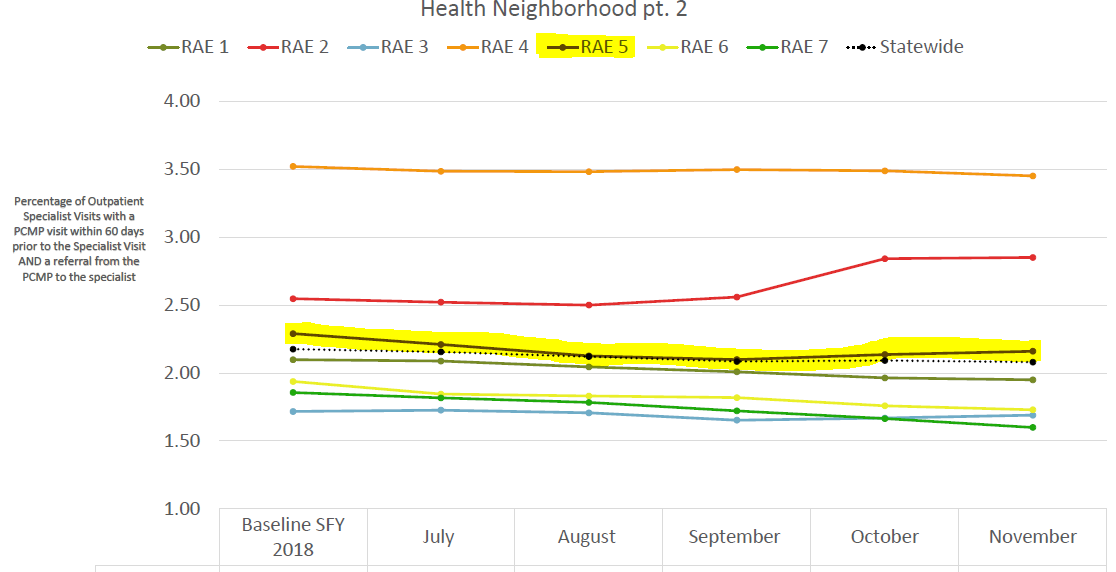 Health Neighborhood pt. 2
RAE 1 RAE 2 RAE 3 RAE 4 RAE 5 RAE 6 RAE 7 Statewide
4.00
3.50
3.00
2.50
2.00
1.50
1.00
Percentage of Outpatient
Specialist Visits with a
PCMP visit within 60 days
prior to the Specialist Visit
AND a referral from the
PCMP to the specialist
Baseline SFY
2018
July
August
September
October
November